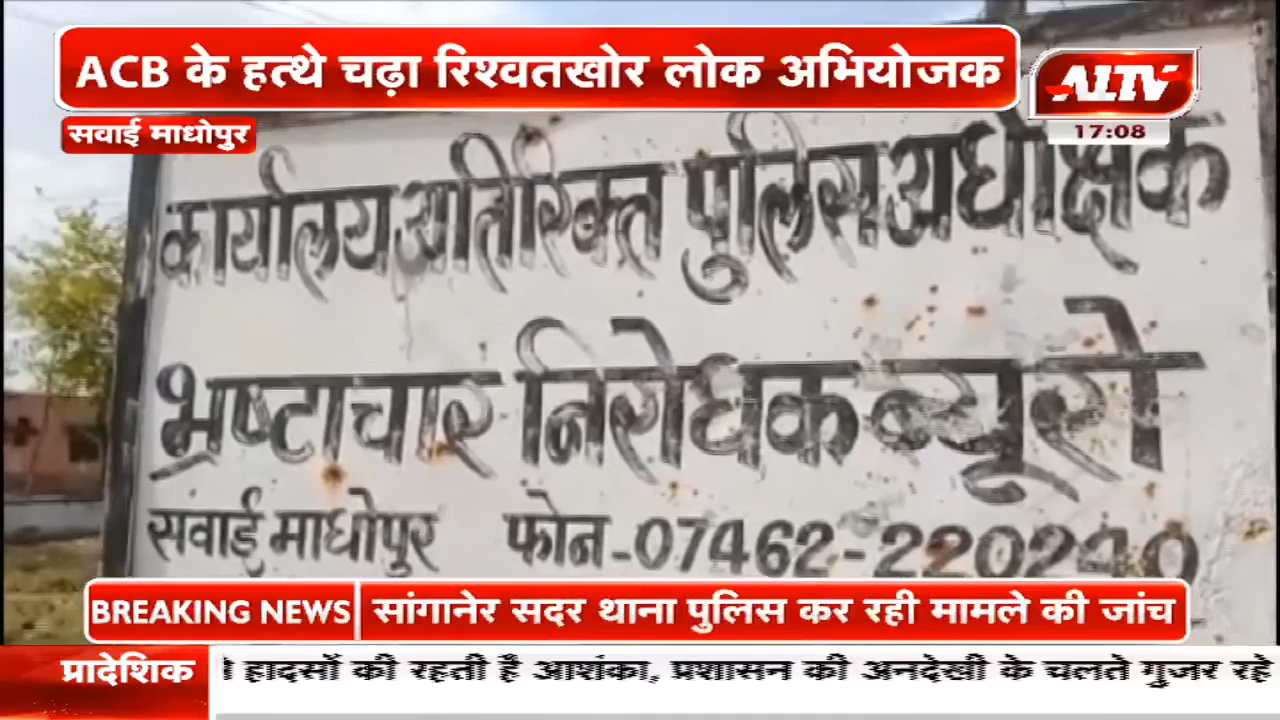 ACB के हत्थे चढ़ा रिश्वतखोर लोक अभियोजक
ALTV
17:08
सवाई माधोपुर
कार्यालय अतिरिक्त पुलिस अधीक्षक
भ्रष्टाचार निरोधक ब्यूरो
सवाई माधोपुर फोन-07462-220240
BREAKING NEWS सांगानेर सदर थाना पुलिस कर रही मामले की जांच
प्रादेशिक हादसों की रहती है आशंका, प्रशासन की अनदेखी के चलते गुजर रहे